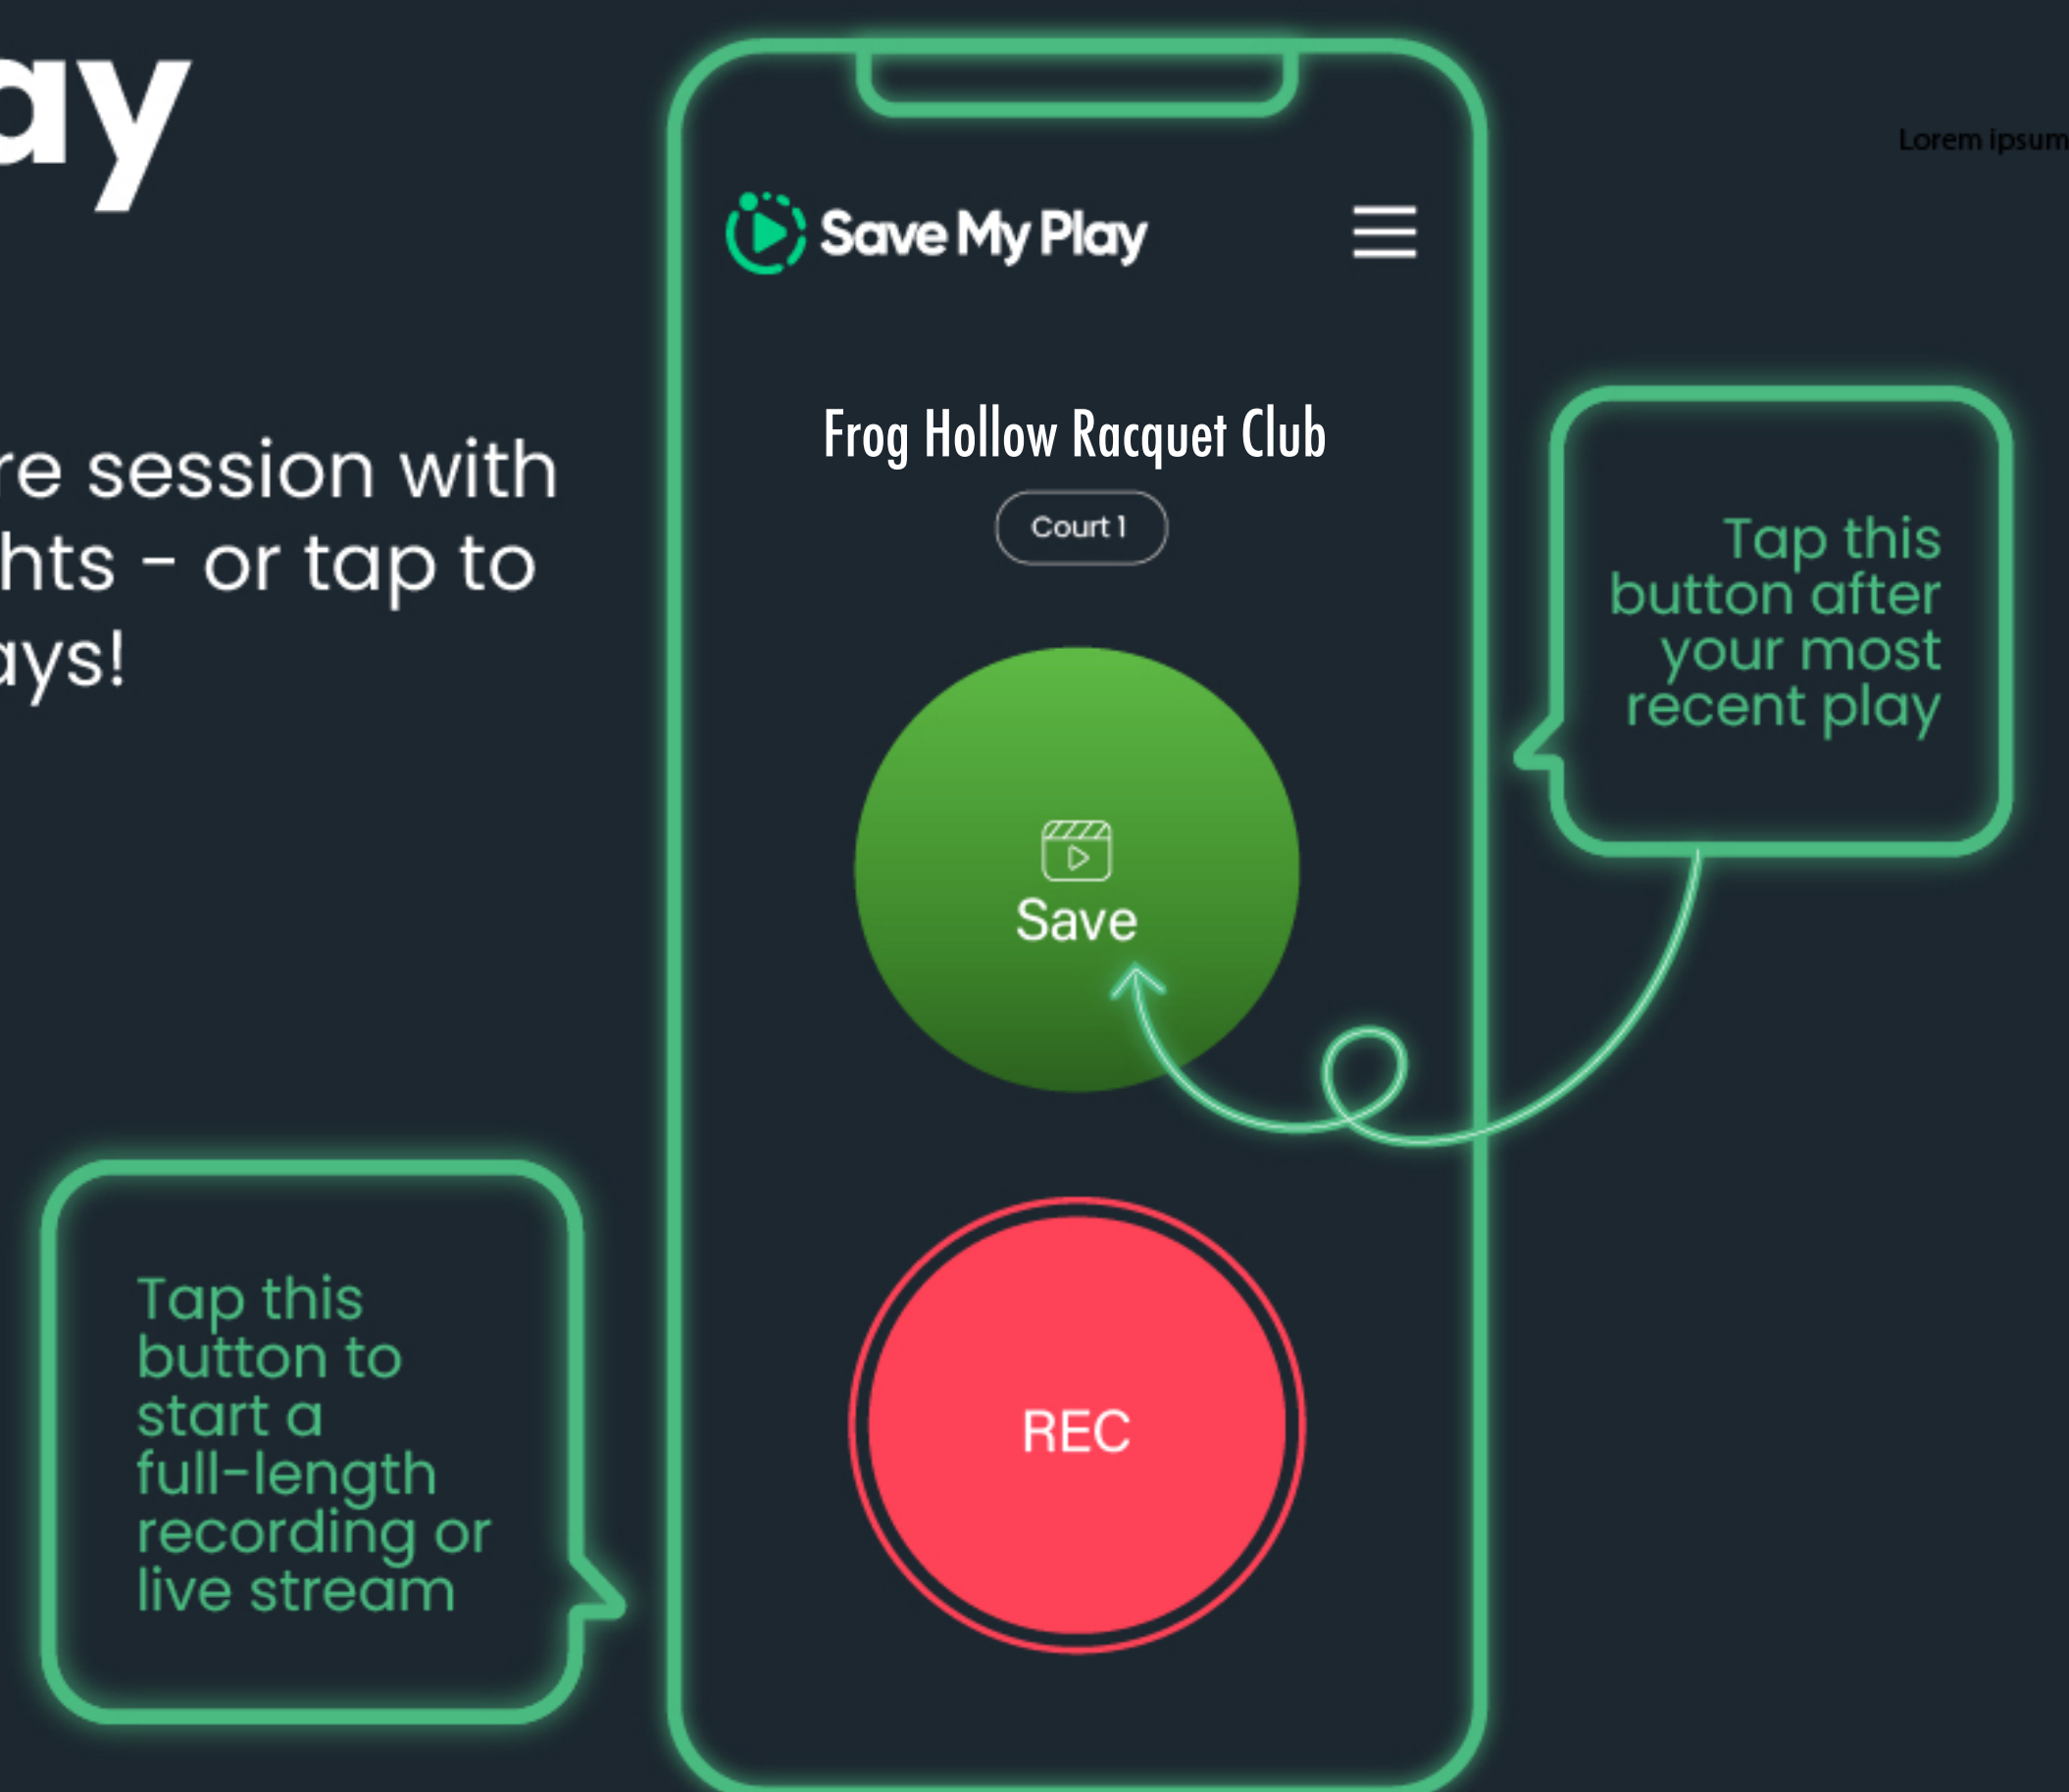 ay
re session with
hts - or tap to
ays!
Save My Play
Frog Hollow Racquet Club
Court 1
Save
REC
Tap this
button after
your most
recent play
Tap this
button to
start a
full-length
recording or
live stream
Lorem ipsum